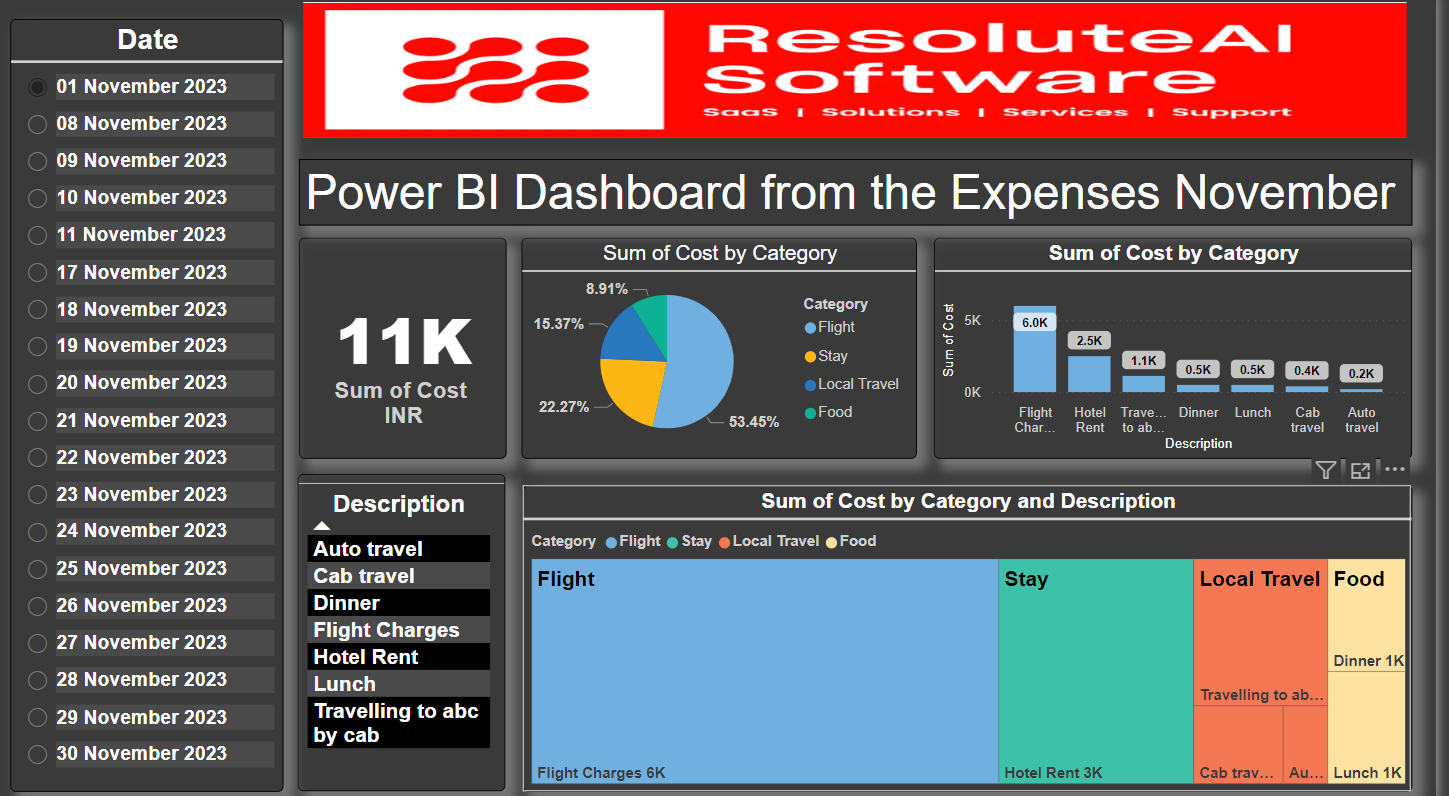 Date
01 November 2023
08 November 2023
09 November 2023
10 November 2023
11 November 2023
17 November 2023
18 November 2023
19 November 2023
20 November 2023
21 November 2023
22 November 2023
23 November 2023
24 November 2023
25 November 2023
26 November 2023
27 November 2023
28 November 2023
29 November 2023
30 November 2023
ResoluteAI
Software
SaaS | Solutions | Services | Support
Power BI Dashboard from the Expenses November
11K
Sum of Cost
INR
Sum of Cost by Category
8.91%
15.37%
22.27%
53.45%
Category
Flight
Stay
Local Travel
Food
Sum of Cost by Category
Sum of Cost
5K
0K
6.0K
2.5K
1.1K
0.5K
0.5K
0.4K
0.2K
Flight
Char...
Hotel
Rent
Trave...
to ab...
Dinner
Lunch
Cab
travel
Auto
travel
Description
Description
Auto travel
Cab travel
Dinner
Flight Charges
Hotel Rent
Lunch
Travelling to abc
by cab
Sum of Cost by Category and Description
Category Flight Stay Local Travel Food
Flight
Flight Charges 6K
Stay
Hotel Rent 3K
Local Travel
Travelling to ab...
Cab trav...
Au...
Food
Dinner 1K
Lunch 1K